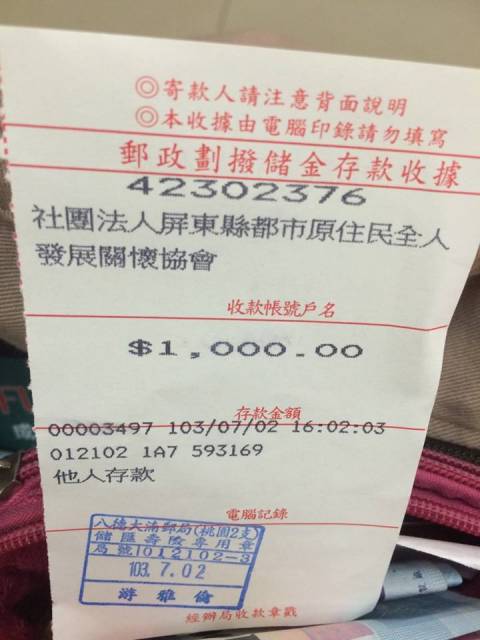 ◎寄款人請注意背面說明
◎本收據由電腦印錄請勿填寫
郵政劃撥儲金存款收據
42302376
社團法人屏東縣都市原住民全人
發展關懷協會
收款帳號戶名
$1,000.00
存款金額
00003497 103/07/02 16:02:03
012102 1A7 593169
他人存款
電腦記錄
八德大湳郵局(桃園2支)
儲匯壽險專用章
局號1012102-3
103.7.02
游雅倫
經辦局收款章戳